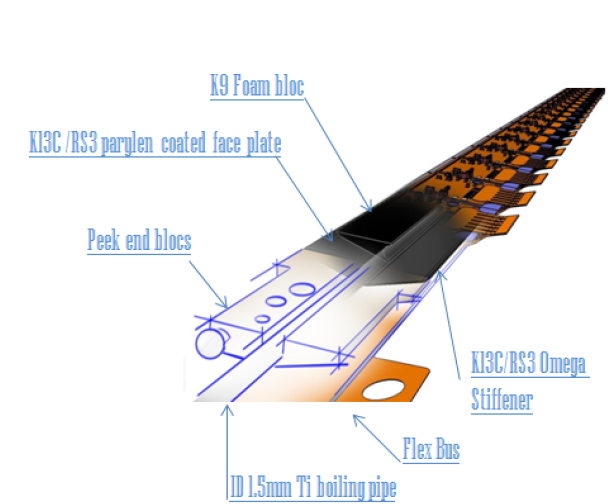 K9 Foam bloc
K13C /RS3 parylen coated face plate
Peek end blocs
K13C/RS3 Omega
Stiffener
Flex Bus
ID 1.5mm Ti boiling pipe